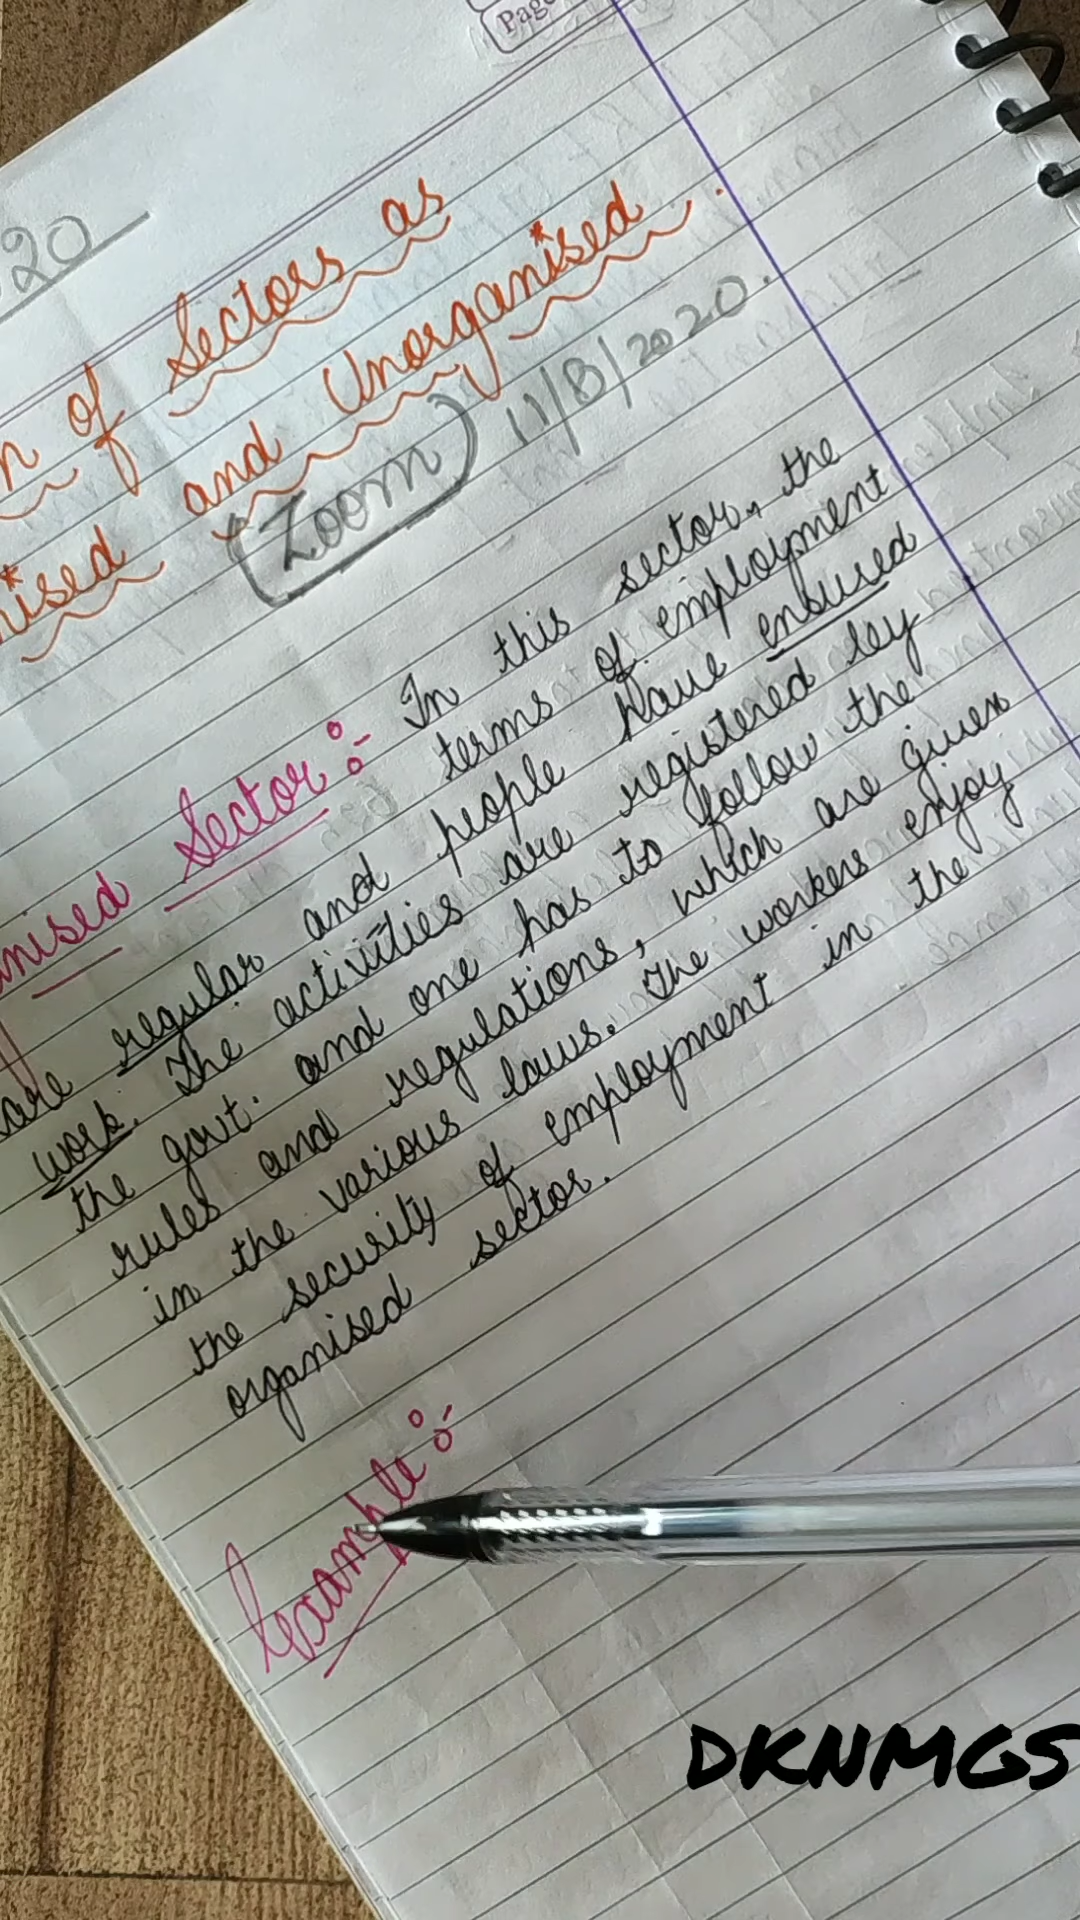 Page
20
n of Sectors as
nised and Unorganised.
(Zoom) 11/8/2020.
anised Sector :- In this sector, the
terms of employment
are regular and people have ensured
work. The activities are registered by
the govt. and one has to follow the
rules and regulations, which are given
in the various laws. The workers enjoy
the security of employment in the
organised sector.
Example :-
DKNMGS